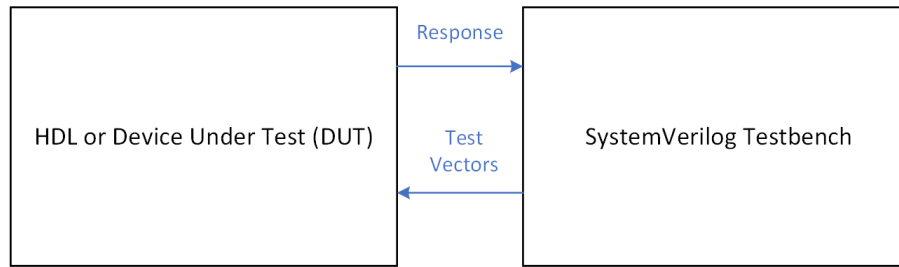 Response
HDL or Device Under Test (DUT)
Test
Vectors
SystemVerilog Testbench